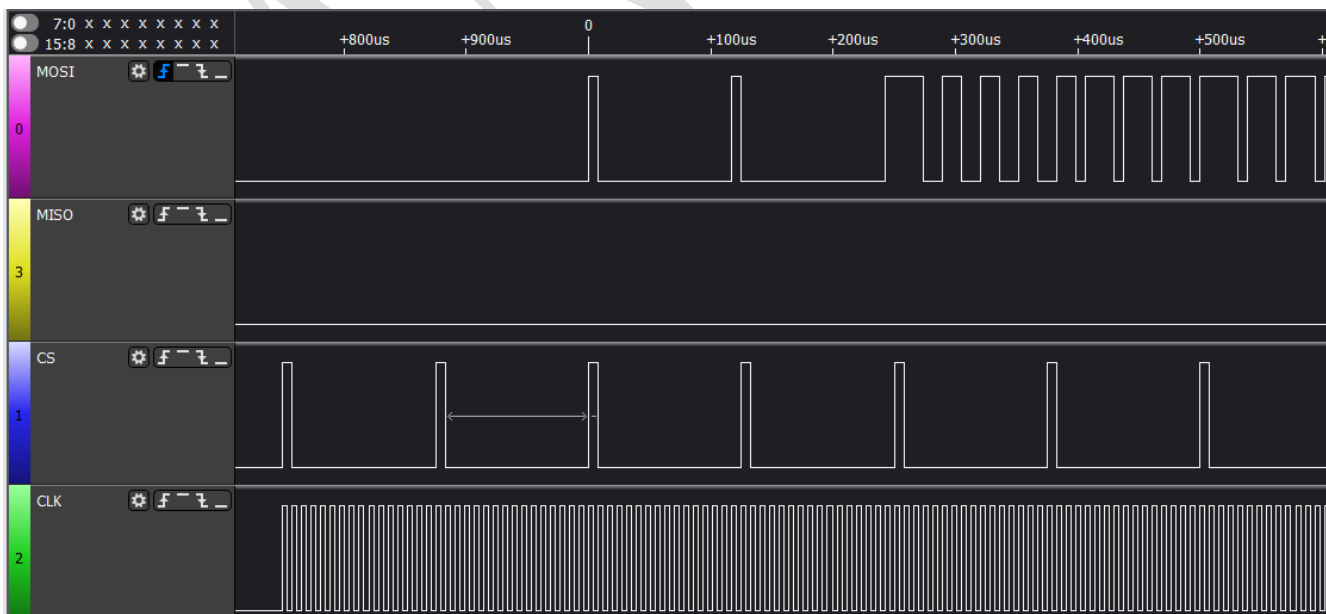 7:0 x x x x x x x x
15:8 x x x x x x x x
0
+800us +900us +100us +200us +300us +400us +500us +
MOSI
0
MISO
3
CS
1
CLK
2